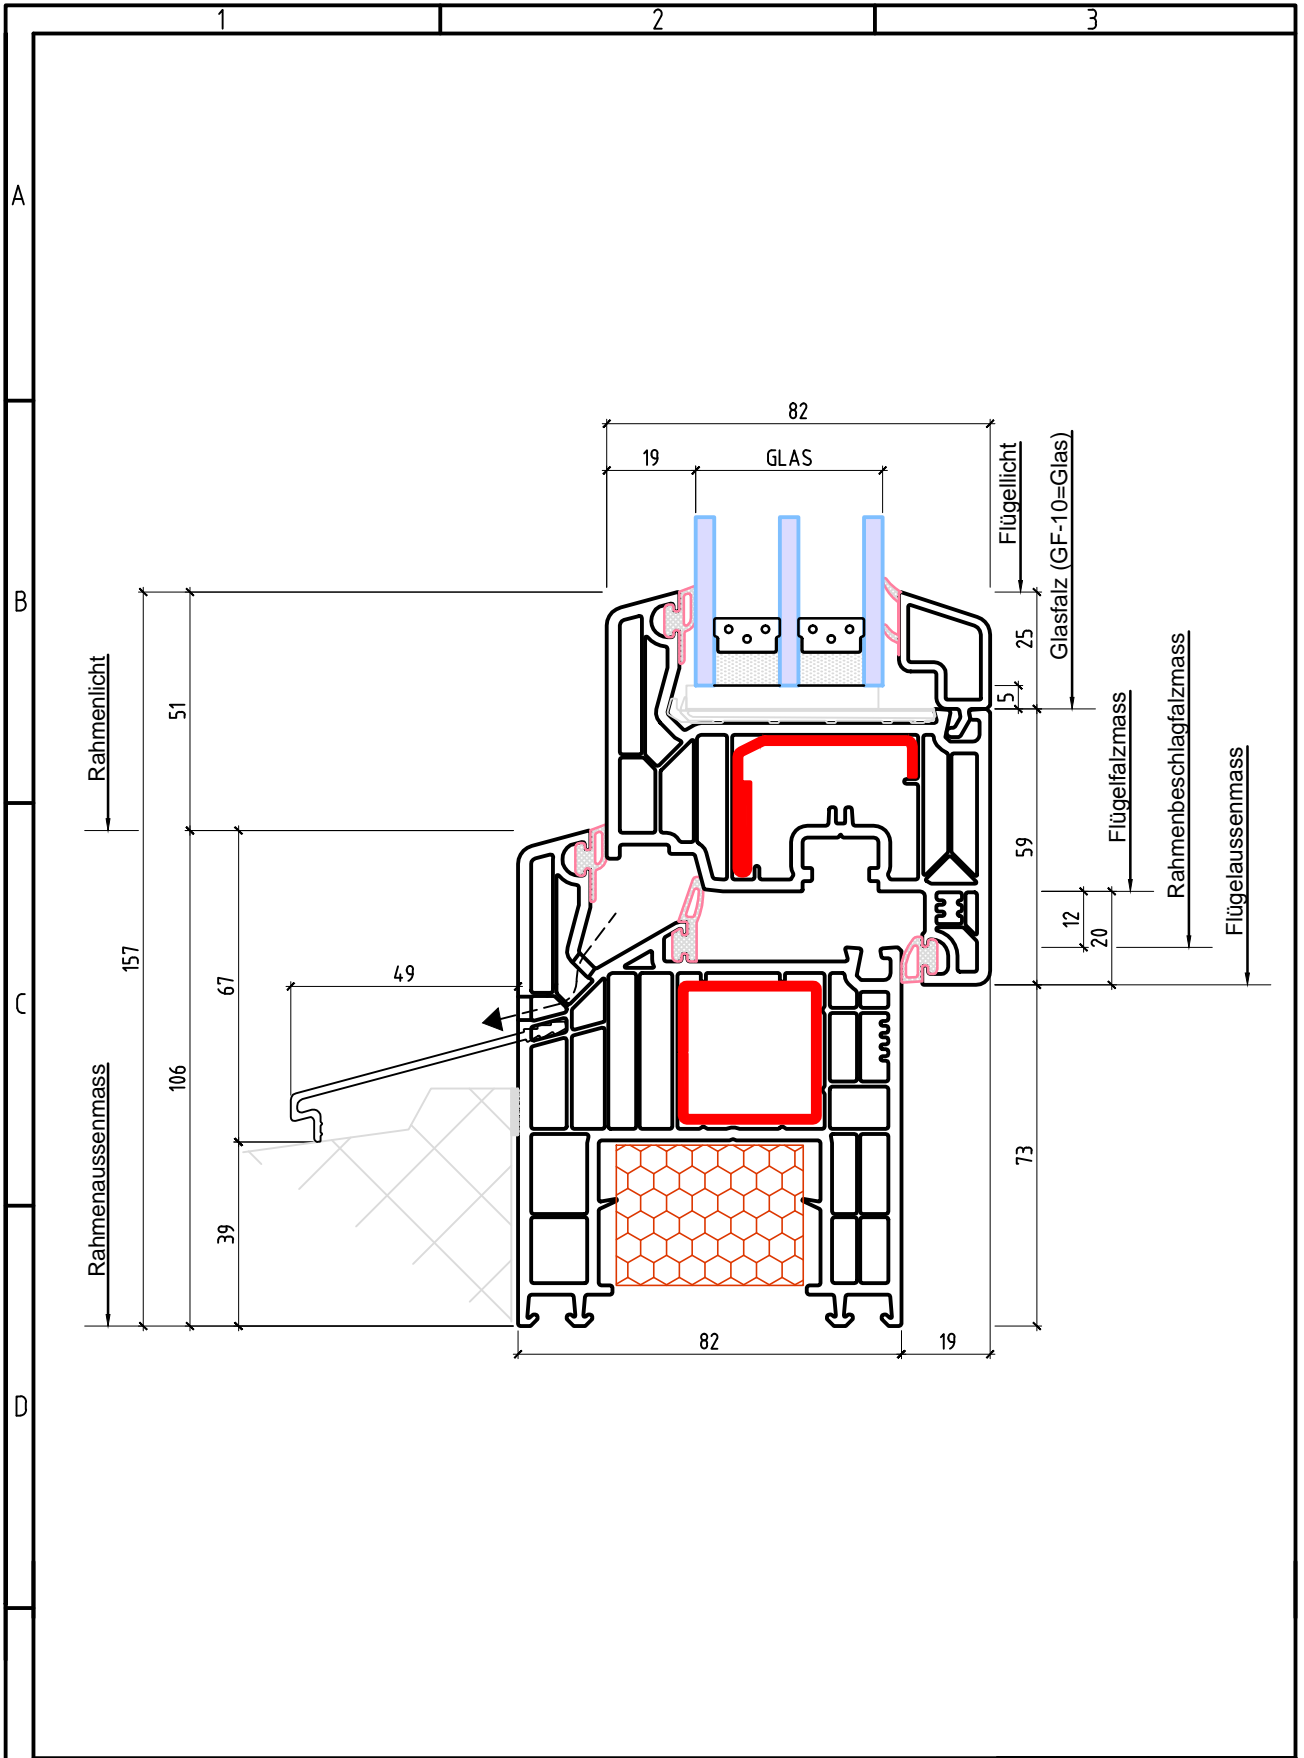 1
2
3
A
B
C
D
82
19
GLAS
Flügellicht
Glasfalz (GF-10=Glas)
25
5
Rahmenlicht
51
Flügelfalzmass
Rahmenbeschlagfalzmass
Flügelaussenmass
59
12
20
157
67
49
106
Rahmenaussenmass
39
73
82
19